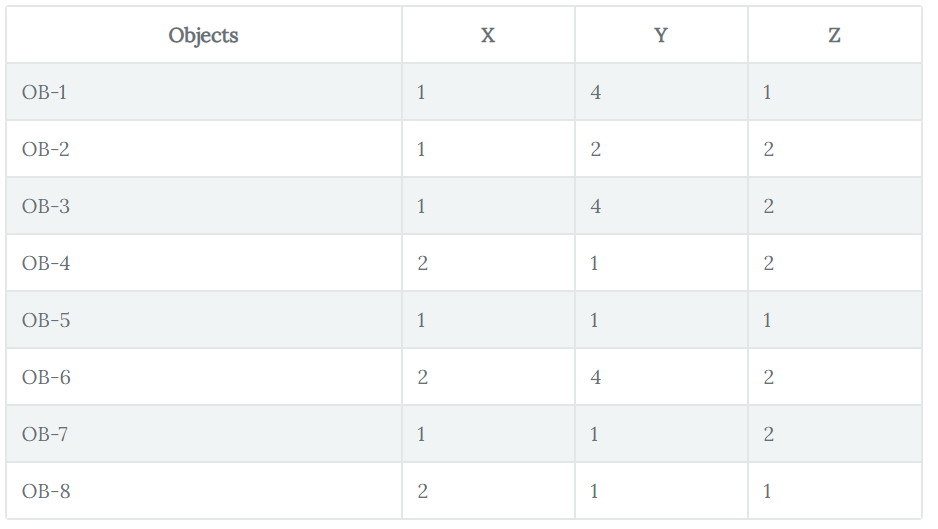 Objects X Y Z
OB-1 1 4 1
OB-2 1 2 2
OB-3 1 4 2
OB-4 2 1 2
OB-5 1 1 1
OB-6 2 4 2
OB-7 1 1 2
OB-8 2 1 1